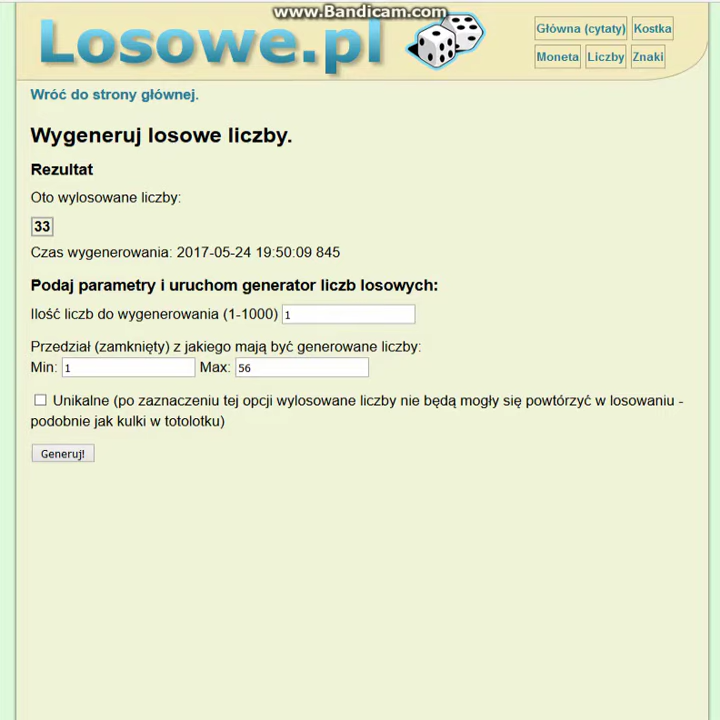 www.Bandicam.com
Losowe.pl
Główna (cytaty) Kostka
Moneta Liczby Znaki
Wróć do strony głównej.
Wygeneruj losowe liczby.
Rezultat
Oto wylosowane liczby:
33
Czas wygenerowania: 2017-05-24 19:50:09 845
Podaj parametry i uruchom generator liczb losowych:
Ilość liczb do wygenerowania (1-1000) 1
Przedział (zamknięty) z jakiego mają być generowane liczby:
Min: 1 Max: 56
Unikalne (po zaznaczeniu tej opcji wylosowane liczby nie będą mogły się powtórzyć w losowaniu -
podobnie jak kulki w totolotku)
Generuj!